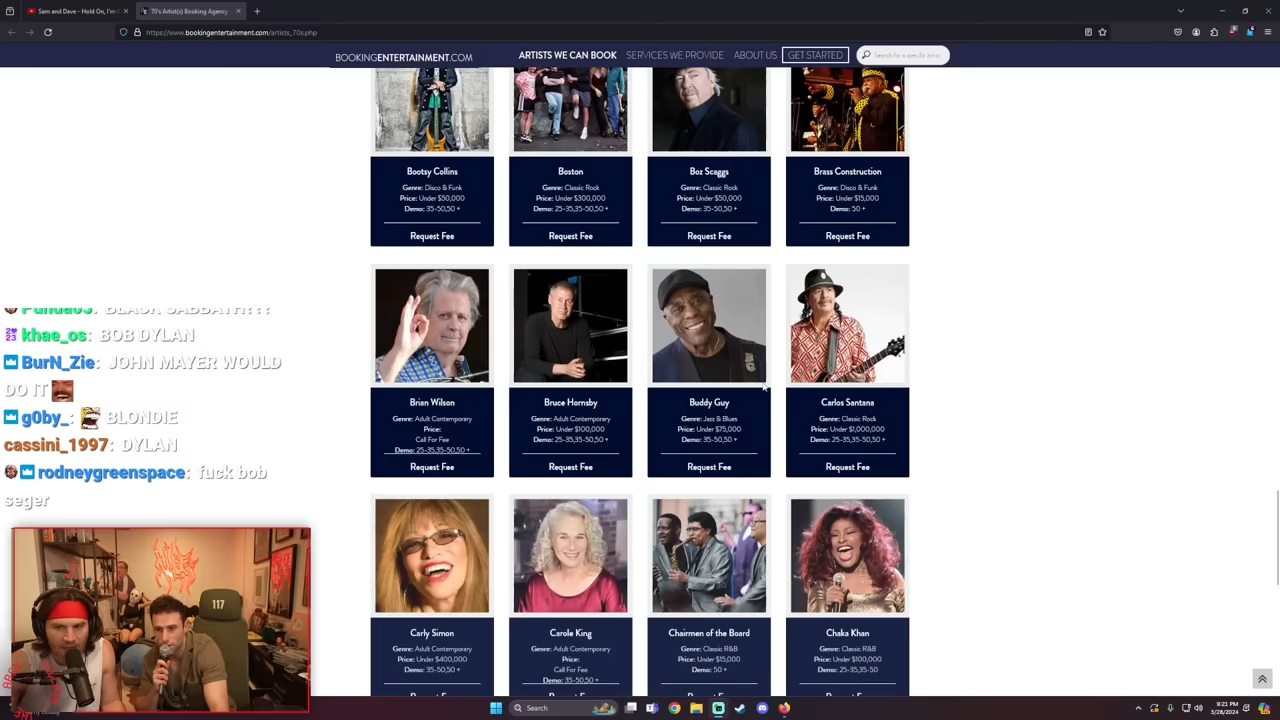 Sam and Dave - Hold On, I'm C
70's Artist(s) Booking Agency -
https://www.bookingentertainment.com/artists_70s.php
BOOKINGENTERTAINMENT.COM
ARTISTS WE CAN BOOK
SERVICES WE PROVIDE
ABOUT US
GET STARTED
Search for a specific artist
Bootsy Collins
Genre: Disco & Funk
Price: Under $50,000
Demo: 35-50,50 +
Request Fee
Boston
Genre: Classic Rock
Price: Under $300,000
Demo: 25-35,35-50,50 +
Request Fee
Boz Scaggs
Genre: Classic Rock
Price: Under $50,000
Demo: 35-50,50 +
Request Fee
Brass Construction
Genre: Disco & Funk
Price: Under $15,000
Demo: 50 +
Request Fee
Brian Wilson
Genre: Adult Contemporary
Price:
Call For Fee
Demo: 25-35,35-50,50 +
Request Fee
Bruce Hornsby
Genre: Adult Contemporary
Price: Under $100,000
Demo: 25-35,35-50,50 +
Request Fee
Buddy Guy
Genre: Jazz & Blues
Price: Under $75,000
Demo: 35-50,50 +
Request Fee
Carlos Santana
Genre: Classic Rock
Price: Under $1,000,000
Demo: 25-35,35-50,50 +
Request Fee
Carly Simon
Genre: Adult Contemporary
Price: Under $400,000
Demo: 35-50,50 +
Carole King
Genre: Adult Contemporary
Price:
Call For Fee
Demo: 35-50,50 +
Chairmen of the Board
Genre: Classic R&B
Price: Under $15,000
Demo: 50 +
Chaka Khan
Genre: Classic R&B
Price: Under $100,000
Demo: 25-35,35-50
BLACK SABBATH???
khae_os: BOB DYLAN
BurN_Zie: JOHN MAYER WOULD
DO IT
g0by_: BLONDIE
cassini_1997: DYLAN
rodneygreenspace: fuck bob
seger
117
Search
9:21 PM
3/28/2024